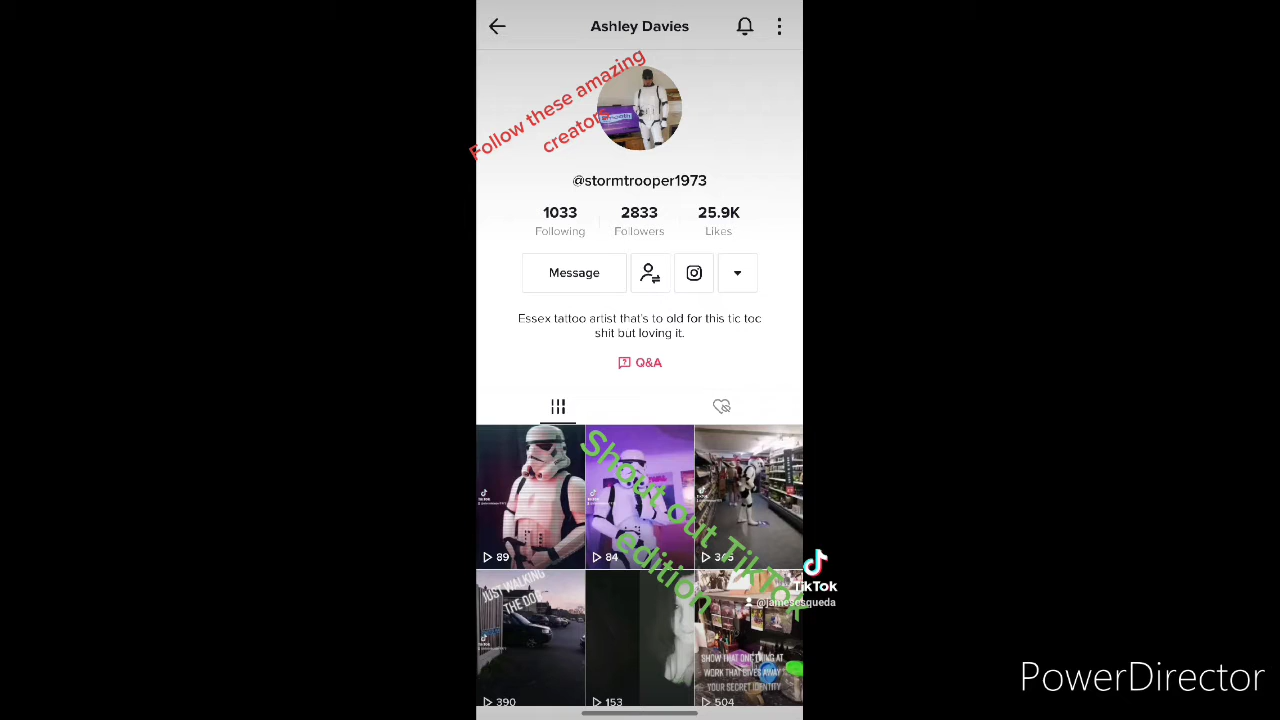 Ashley Davies
Follow these amazing
creators
@stormtrooper1973
1033
2833
25.9K
Following
Followers
Likes
Message
Essex tattoo artist that's to old for this tic toc
shit but loving it.
Q&A
Shout out TikTok
edition
89
84
365
JUST WALKING
THE DOG
390
153
SHOW THAT ONE THING AT
WORK THAT GIVES AWAY
YOUR SECRET IDENTITY
504
TikTok
@jamesesqueda
PowerDirector